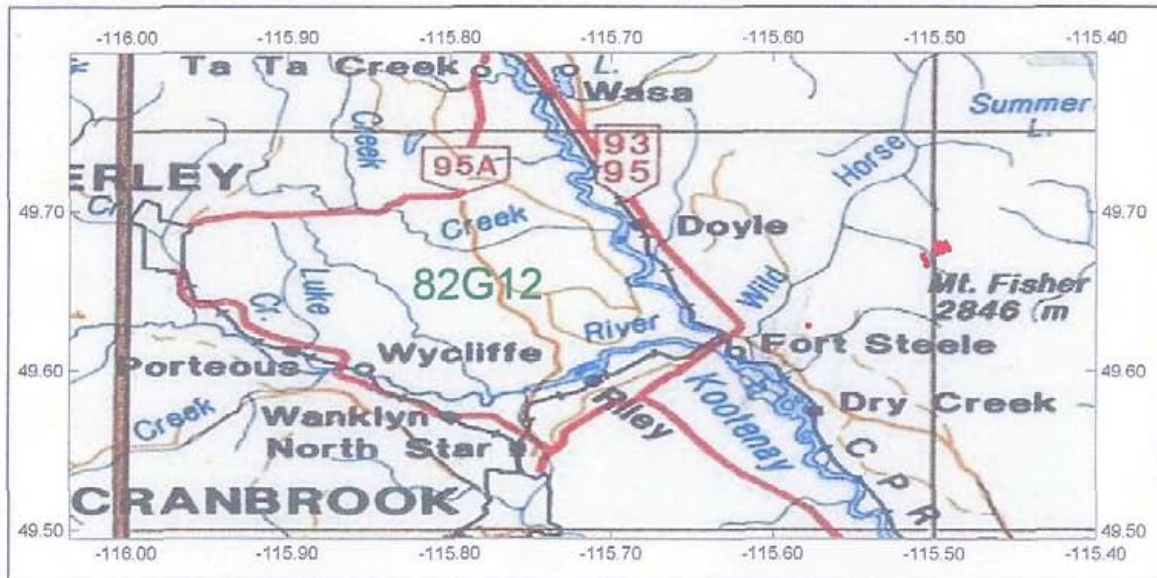 -116.00 -115.90 -115.80 -115.70 -115.60 -115.50 -115.40
Ta Ta Creek
L.
Wasa
Summer
L.
Creek
95A
93
95
Horse
ERLEY
Cr.
49.70
49.70
Creek
Doyle
Luke
Cr.
82G12
Wild
Mt. Fisher
2846 (m
River
Fort Steele
Porteous
Wycliffe
49.60
49.60
Riley
Kootenay
Dry Creek
Creek
Wanklyn
North Star
C P R
CRANBROOK
49.50
49.50
-116.00 -115.90 -115.80 -115.70 -115.60 -115.50 -115.40